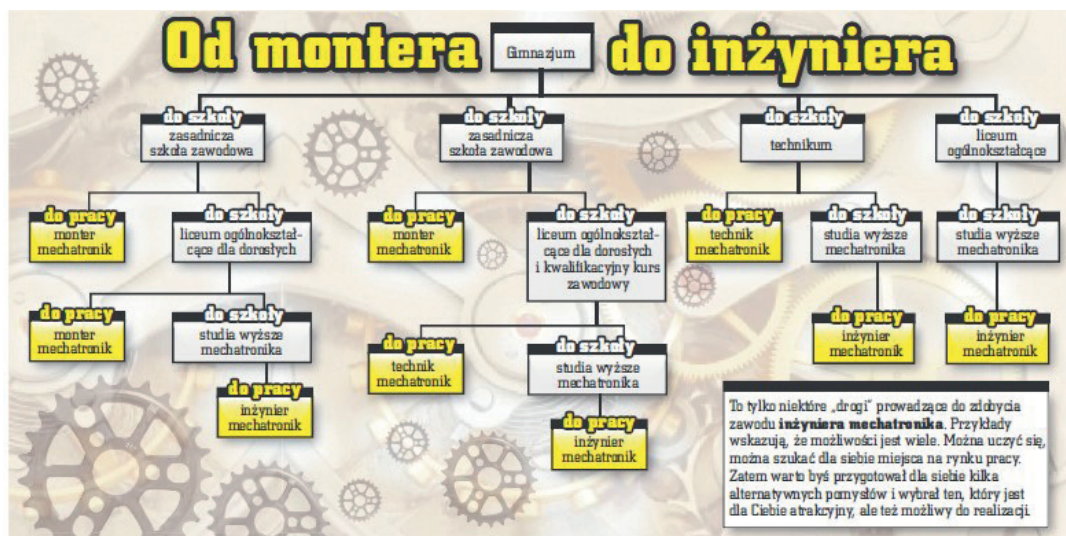 Od montera
Gimnazjum
do inżyniera
do szkoły
zasadnicza
szkoła zawodowa
do szkoły
zasadnicza
szkoła zawodowa
do szkoły
technikum
do szkoły
liceum
ogólnokształcące
do pracy
monter
mechatronik
do szkoły
liceum ogólnokształ-
cące dla dorosłych
do pracy
monter
mechatronik
do szkoły
liceum ogólnokształ-
cące dla dorosłych
i kwalifikacyjny kurs
zawodowy
do pracy
technik
mechatronik
do szkoły
studia wyższe
mechatronika
do szkoły
studia wyższe
mechatronika
do pracy
monter
mechatronik
do szkoły
studia wyższe
mechatronika
do pracy
technik
mechatronik
do szkoły
studia wyższe
mechatronika
do pracy
inżynier
mechatronik
do pracy
inżynier
mechatronik
do pracy
inżynier
mechatronik
do pracy
inżynier
mechatronik
To tylko niektóre „drogi” prowadzące do zdobycia
zawodu inżyniera mechatronika. Przykłady
wskazują, że możliwości jest wiele. Można uczyć się,
można szukać dla siebie miejsca na rynku pracy.
Zatem warto byś przygotował dla siebie kilka
alternatywnych pomysłów i wybrał ten, który jest
dla Ciebie atrakcyjny, ale też możliwy do realizacji.